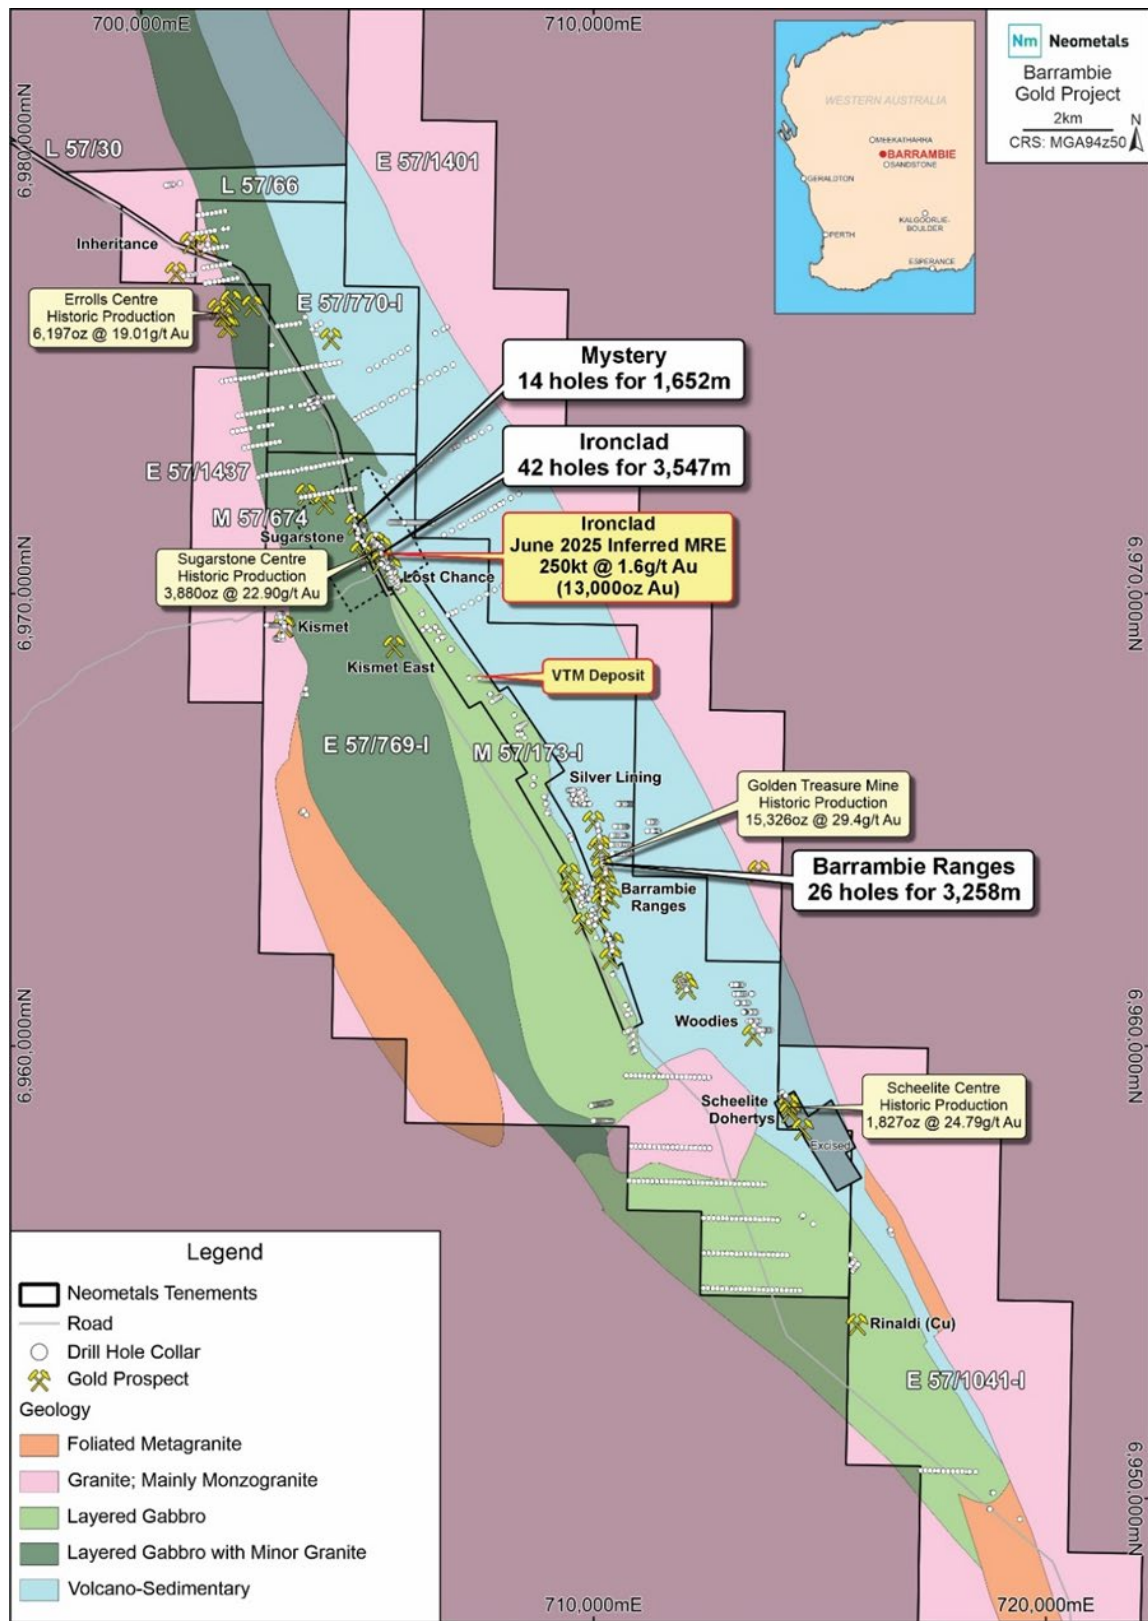 700,000mE
710,000mE
Nm Neometals
Barrambie
Gold Project
2km
N
CRS: MGA94z50
WESTERN AUSTRALIA
MEEKATHARRA
BARRAMBIE
SANDSTONE
GERALDTON
KALGOORLIE-
BOULDER
PERTH
ESPERANCE
6,980,000mN
6,980,000mN
L 57/30
E 57/1401
L 57/66
Inheritance
Errolls Centre
Historic Production
6,197oz @ 19.01g/t Au
E 57/770-I
Mystery
14 holes for 1,652m
Ironclad
42 holes for 3,547m
E 57/1437
M 57/674
Sugarstone
Ironclad
June 2025 Inferred MRE
250kt @ 1.6g/t Au
(13,000oz Au)
Sugarstone Centre
Historic Production
3,880oz @ 22.90g/t Au
Lost Chance
6,970,000mN
6,970,000mN
Kismet
Kismet East
VTM Deposit
E 57/769-I
M 57/173-I
Silver Lining
Golden Treasure Mine
Historic Production
15,326oz @ 29.4g/t Au
Barrambie Ranges
26 holes for 3,258m
Barrambie
Ranges
Woodies
6,960,000mN
6,960,000mN
Scheelite
Dohertys
Scheelite Centre
Historic Production
1,827oz @ 24.79g/t Au
Excised
Rinaldi (Cu)
E 57/1041-I
6,950,000mN
Legend
Neometals Tenements
Road
Drill Hole Collar
Gold Prospect
Geology
Foliated Metagranite
Granite; Mainly Monzogranite
Layered Gabbro
Layered Gabbro with Minor Granite
Volcano-Sedimentary
710,000mE
720,000mE